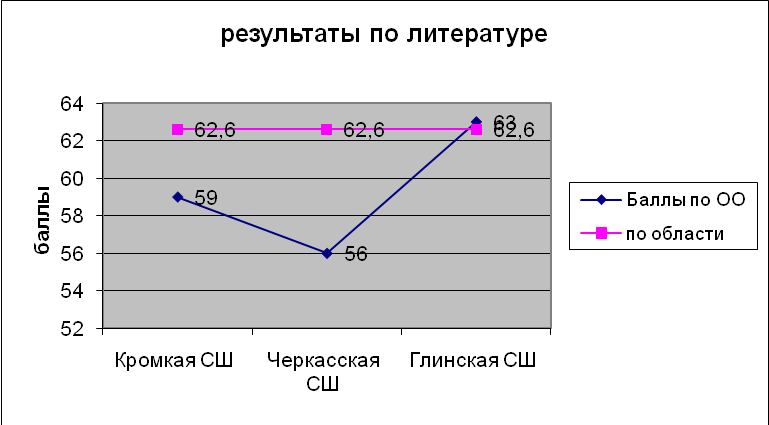 результаты по литературе
баллы
64
62
60
58
56
54
52
62,6
62,6
62,6
63
59
56
Кромкая СШ
Черкасская
СШ
Глинская СШ
Баллы по ОО
по области